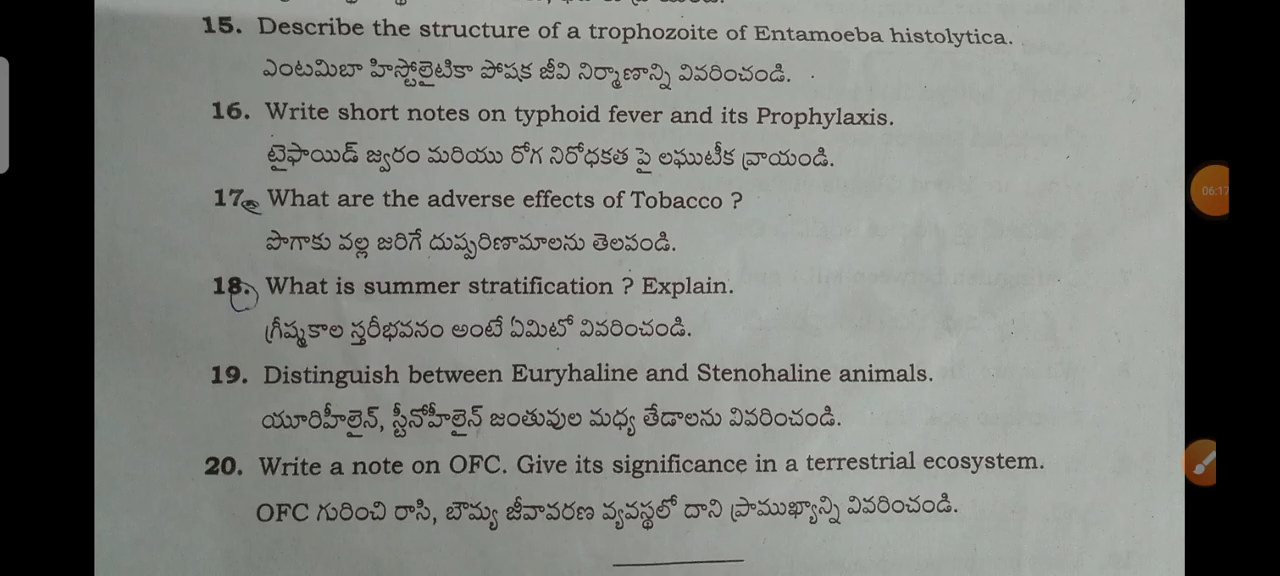 15. Describe the structure of a trophozoite of Entamoeba histolytica.
ఎంటమిబా హిస్టోలైటికా పోషక జీవి నిర్మాణాన్ని వివరించండి.
16. Write short notes on typhoid fever and its Prophylaxis.
టైఫాయిడ్ జ్వరం మరియు రోగ నిరోధకత పై లఘుటీక వ్రాయండి.
17. What are the adverse effects of Tobacco ?
పొగాకు వల్ల జరిగే దుష్పరిణామాలను తెలపండి.
18. What is summer stratification ? Explain.
గ్రీష్మకాల స్తరీభవనం అంటే ఏమిటో వివరించండి.
19. Distinguish between Euryhaline and Stenohaline animals.
యూరిహీలైన్, స్టీనోహీలైన్ జంతువుల మధ్య తేడాలను వివరించండి.
20. Write a note on OFC. Give its significance in a terrestrial ecosystem.
OFC గురించి రాసి, బౌమ్య జీవావరణ వ్యవస్థలో దాని ప్రాముఖ్యాన్ని వివరించండి.